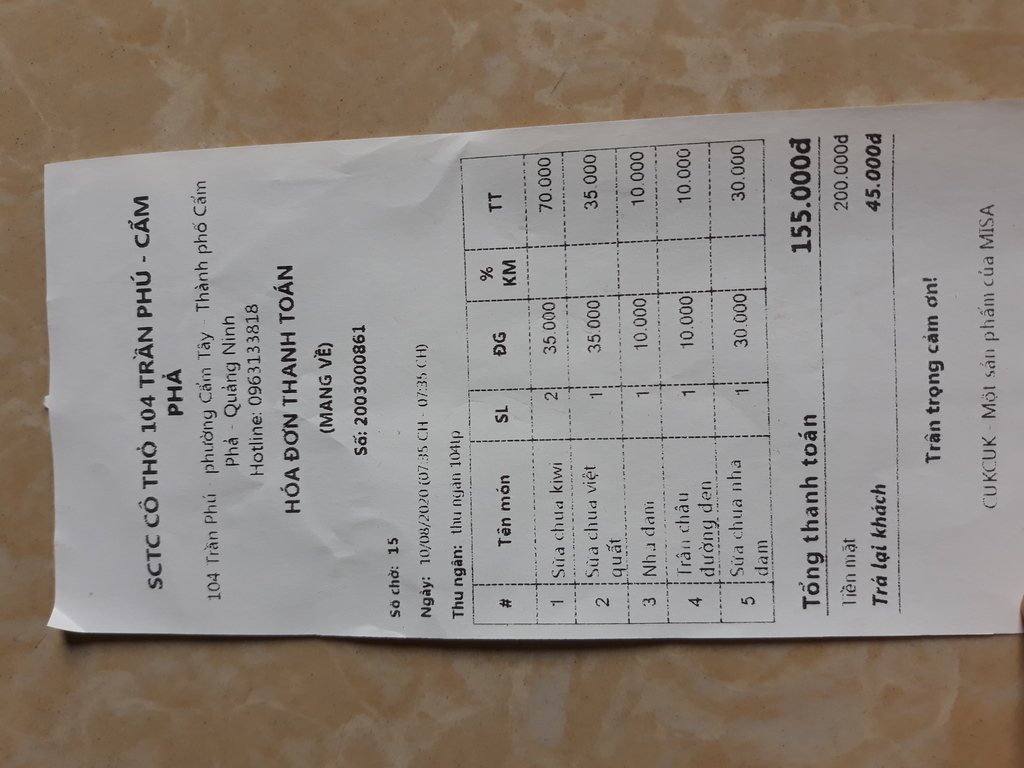 SCTC CÔ THỎ 104 TRẦN PHÚ - CẨM
PHẢ
104 Trần Phú - phường Cẩm Tây - Thành phố Cẩm
Phả - Quảng Ninh
Hotline: 0963133818
HÓA ĐƠN THANH TOÁN
(MANG VỀ)
Số: 2003000861
Số chờ: 15
Ngày: 10/08/2020 (07:35 CH - 07:35 CH)
Thu ngân: thu ngân 104tp
# Tên món SL ĐG % KM TT
1 Sữa chua kiwi 2 35.000 70.000
2 Sữa chua việt 1 35.000 35.000
quất
3 Nha đam 1 10.000 10.000
4 Trân châu 1 10.000 10.000
đường đen
5 Sữa chua nha 1 30.000 30.000
đam
Tổng thanh toán 155.000đ
Tiền mặt 200.000đ
Trả lại khách 45.000đ
Trân trọng cảm ơn!
CUKCUK - Một sản phẩm của MISA